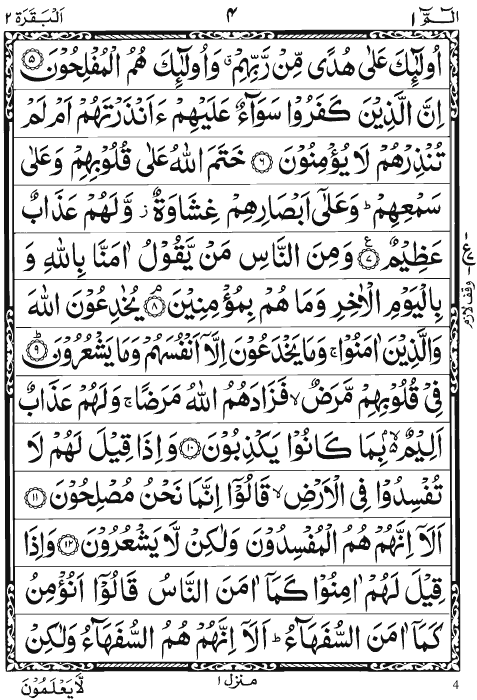 الٓمّٓ ١ ٤ اَلْبَقَرَة ٢
اُولٰٓئِكَ عَلٰى هُدًى مِّنْ رَّبِّهِمْ ۗ وَاُولٰٓئِكَ هُمُ الْمُفْلِحُوْنَ ۝٥
اِنَّ الَّذِيْنَ كَفَرُوْا سَوَآءٌ عَلَيْهِمْ ءَاَنْذَرْتَهُمْ اَمْ لَمْ
تُنْذِرْهُمْ لَا يُؤْمِنُوْنَ ۝٦ خَتَمَ اللّٰهُ عَلٰى قُلُوْبِهِمْ وَعَلٰى
سَمْعِهِمْ ؕ وَعَلٰٓى اَبْصَارِهِمْ غِشَاوَةٌ ز وَّلَهُمْ عَذَابٌ
عَظِيْمٌ ۝٧ ع وَمِنَ النَّاسِ مَنْ يَّقُوْلُ اٰمَنَّا بِاللّٰهِ وَ
بِالْيَوْمِ الْاٰخِرِ وَمَا هُمْ بِمُؤْمِنِيْنَ ۝٨ۘ يُخٰدِعُوْنَ اللّٰهَ
وَالَّذِيْنَ اٰمَنُوْا ۚ وَمَا يَخْدَعُوْنَ اِلَّآ اَنْفُسَهُمْ وَمَا يَشْعُرُوْنَ ۝٩ؕ
فِيْ قُلُوْبِهِمْ مَّرَضٌ ۙ فَزَادَهُمُ اللّٰهُ مَرَضًا ۚ وَلَهُمْ عَذَابٌ
اَلِيْمٌۢ ۙ۬ بِمَا كَانُوْا يَكْذِبُوْنَ ۝١٠ وَاِذَا قِيْلَ لَهُمْ لَا
تُفْسِدُوْا فِي الْاَرْضِ ۙ قَالُوْٓا اِنَّمَا نَحْنُ مُصْلِحُوْنَ ۝١١
اَلَآ اِنَّهُمْ هُمُ الْمُفْسِدُوْنَ وَلٰكِنْ لَّا يَشْعُرُوْنَ ۝١٢ وَاِذَا
قِيْلَ لَهُمْ اٰمِنُوْا كَمَآ اٰمَنَ النَّاسُ قَالُوْٓا اَنُؤْمِنُ
كَمَآ اٰمَنَ السُّفَهَآءُ ؕ اَلَآ اِنَّهُمْ هُمُ السُّفَهَآءُ وَلٰكِنْ
لَّا يَعْلَمُوْنَ
منزل ١
4
ع
وقف لازم